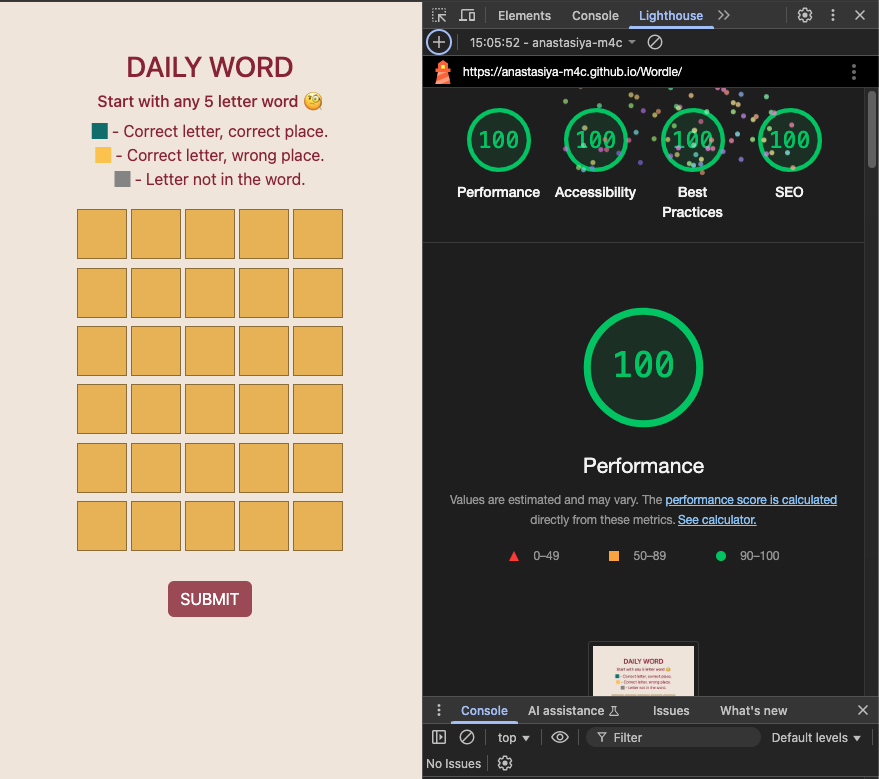 DAILY WORD
Start with any 5 letter word 🧐
- Correct letter, correct place.
- Correct letter, wrong place.
- Letter not in the word.
SUBMIT
Elements Console Lighthouse
15:05:52 - anastasiya-m4c
https://anastasiya-m4c.github.io/Wordle/
100 100 100 100
Performance Accessibility Best Practices SEO
100
Performance
Values are estimated and may vary. The performance score is calculated
directly from these metrics. See calculator.
0–49 50–89 90–100
DAILY WORD
Start with any 5 letter word
- Correct letter, correct place.
- Correct letter, wrong place.
- Letter not in the word.
Console AI assistance Issues What's new
top Filter Default levels
No Issues